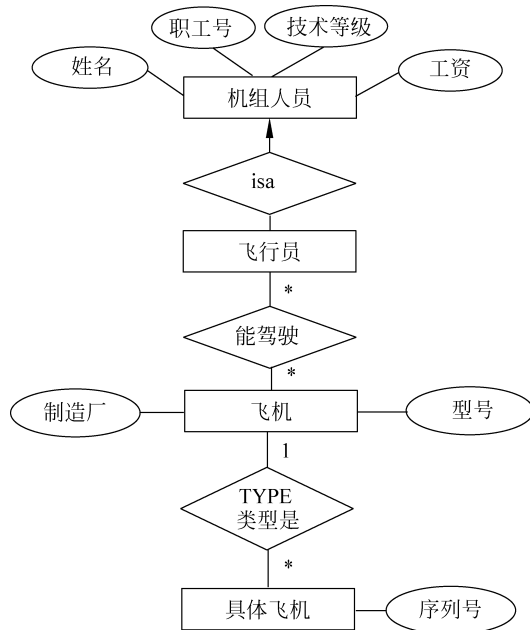 职工号
技术等级
姓名
工资
机组人员
isa
飞行员
*
能驾驶
*
制造厂
飞机
型号
1
TYPE
类型是
*
具体飞机
序列号